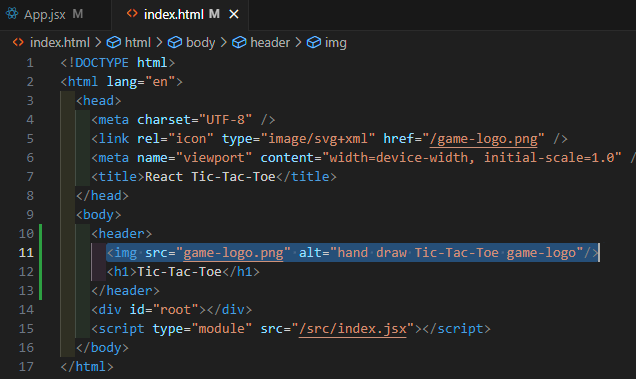 App.jsx M index.html M ×
<> index.html > html > body > header > img
1 <!DOCTYPE html>
2 <html lang="en">
3 <head>
4 <meta charset="UTF-8" />
5 <link rel="icon" type="image/svg+xml" href="/game-logo.png" />
6 <meta name="viewport" content="width=device-width, initial-scale=1.0" /
7 <title>React Tic-Tac-Toe</title>
8 </head>
9 <body>
10 <header>
11 <img src="game-logo.png" alt="hand draw Tic-Tac-Toe game-logo"/>
12 <h1>Tic-Tac-Toe</h1>
13 </header>
14 <div id="root"></div>
15 <script type="module" src="/src/index.jsx"></script>
16 </body>
17 </html>